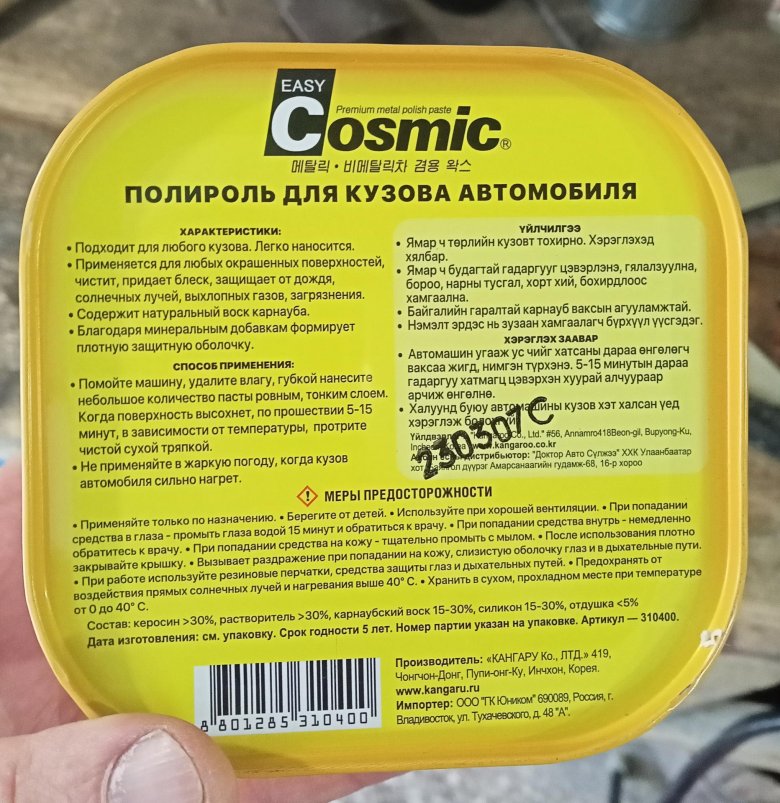 EASY
Premium metal polish paste
Cosmic®
메탈릭 • 비메탈릭차 겸용 왁스
ПОЛИРОЛЬ ДЛЯ КУЗОВА АВТОМОБИЛЯ
ХАРАКТЕРИСТИКИ:
• Подходит для любого кузова. Легко наносится.
• Применяется для любых окрашенных поверхностей,
чистит, придает блеск, защищает от дождя,
солнечных лучей, выхлопных газов, загрязнения.
• Содержит натуральный воск карнауба.
• Благодаря минеральным добавкам формирует
плотную защитную оболочку.
СПОСОБ ПРИМЕНЕНИЯ:
• Помойте машину, удалите влагу, губкой нанесите
небольшое количество пасты ровным, тонким слоем.
Когда поверхность высохнет, по прошествии 5-15
минут, в зависимости от температуры, протрите
чистой сухой тряпкой.
• Не применяйте в жаркую погоду, когда кузов
автомобиля сильно нагрет.
ҮЙЛЧИЛГЭЭ
• Ямар ч төрлийн кузовт тохирно. Хэрэглэхэд
хялбар.
• Ямар ч будагтай гадаргууг цэвэрлэнэ, гялалзуулна,
бороо, нарны тусгал, хорт хий, бохирдлоос
хамгаална.
• Байгалийн гаралтай карнауб ваксын агууламжтай.
• Нэмэлт эрдэс нь зузаан хамгаалагч бүрхүүл үүсгэдэг.
ХЭРЭГЛЭХ ЗААВАР
• Автомашин угааж ус чийг хатсаны дараа өнгөлөгч
ваксаа жигд, нимгэн түрхэнэ. 5-15 минутын дараа
гадаргуу хатмагц цэвэрхэн хуурай алчуураар
арчиж өнгөлнө.
• Халуунд буюу автомашины кузов хэт халсан үед
хэрэглэж
"Kangaroo Co., Ltd." #56, Annamro418Beon-gil, Bupyong-Ku,
www.kangaroo.co.kr
дистрибьютор: "Доктор Авто Сүлжээ" ХХК Улаанбаатар
дүүрэг Амарсанаагийн гудамж-68, 16-р хороо
230307C
МЕРЫ ПРЕДОСТОРОЖНОСТИ
• Применяйте только по назначению. • Берегите от детей. • Используйте при хорошей вентиляции. • При попадании
средства в глаза - промыть глаза водой 15 минут и обратиться к врачу. • При попадании средства внутрь - немедленно
обратитесь к врачу. • При попадании средства на кожу - тщательно промыть с мылом. • После использования плотно
закрывайте крышку. • Вызывает раздражение при попадании на кожу, слизистую оболочку глаз и в дыхательные пути.
• При работе используйте резиновые перчатки, средства защиты глаз и дыхательных путей. • Предохранять от
воздействия прямых солнечных лучей и нагревания выше 40° C. • Хранить в сухом, прохладном месте при температуре
от 0 до 40° C.
Состав: керосин >30%, растворитель >30%, карнаубский воск 15-30%, силикон 15-30%, отдушка <5%
Дата изготовления: см. упаковку. Срок годности 5 лет. Номер партии указан на упаковке. Артикул — 310400.
8 801285 310400
Производитель: «КАНГАРУ Ко., ЛТД.» 419,
Чонгчон-Донг, Пупи-онг-Ку, Инчхон, Корея.
www.kangaru.ru
Импортер: ООО "ГК Юником" 690089, Россия, г.
Владивосток, ул. Тухачевского, д. 48 "А".